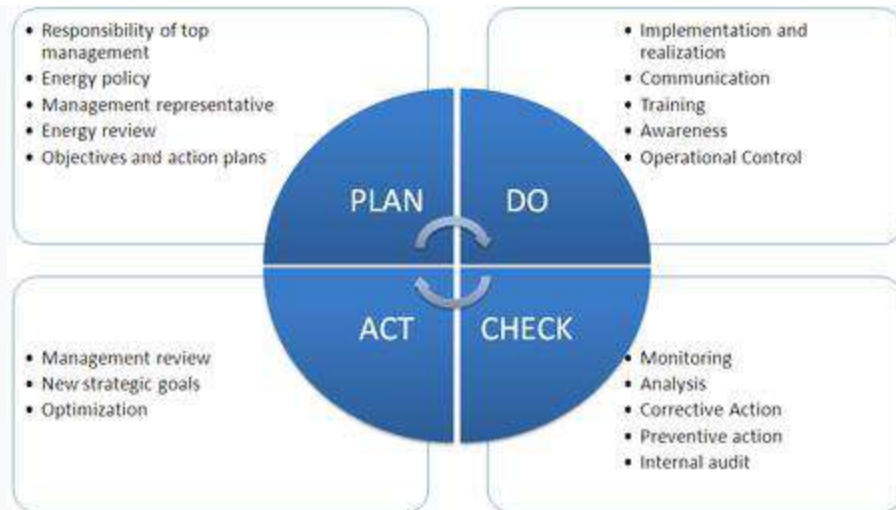 • Responsibility of top
management
• Energy policy
• Management representative
• Energy review
• Objectives and action plans
• Implementation and
realization
• Communication
• Training
• Awareness
• Operational Control
PLAN
DO
ACT
CHECK
• Management review
• New strategic goals
• Optimization
• Monitoring
• Analysis
• Corrective Action
• Preventive action
• Internal audit